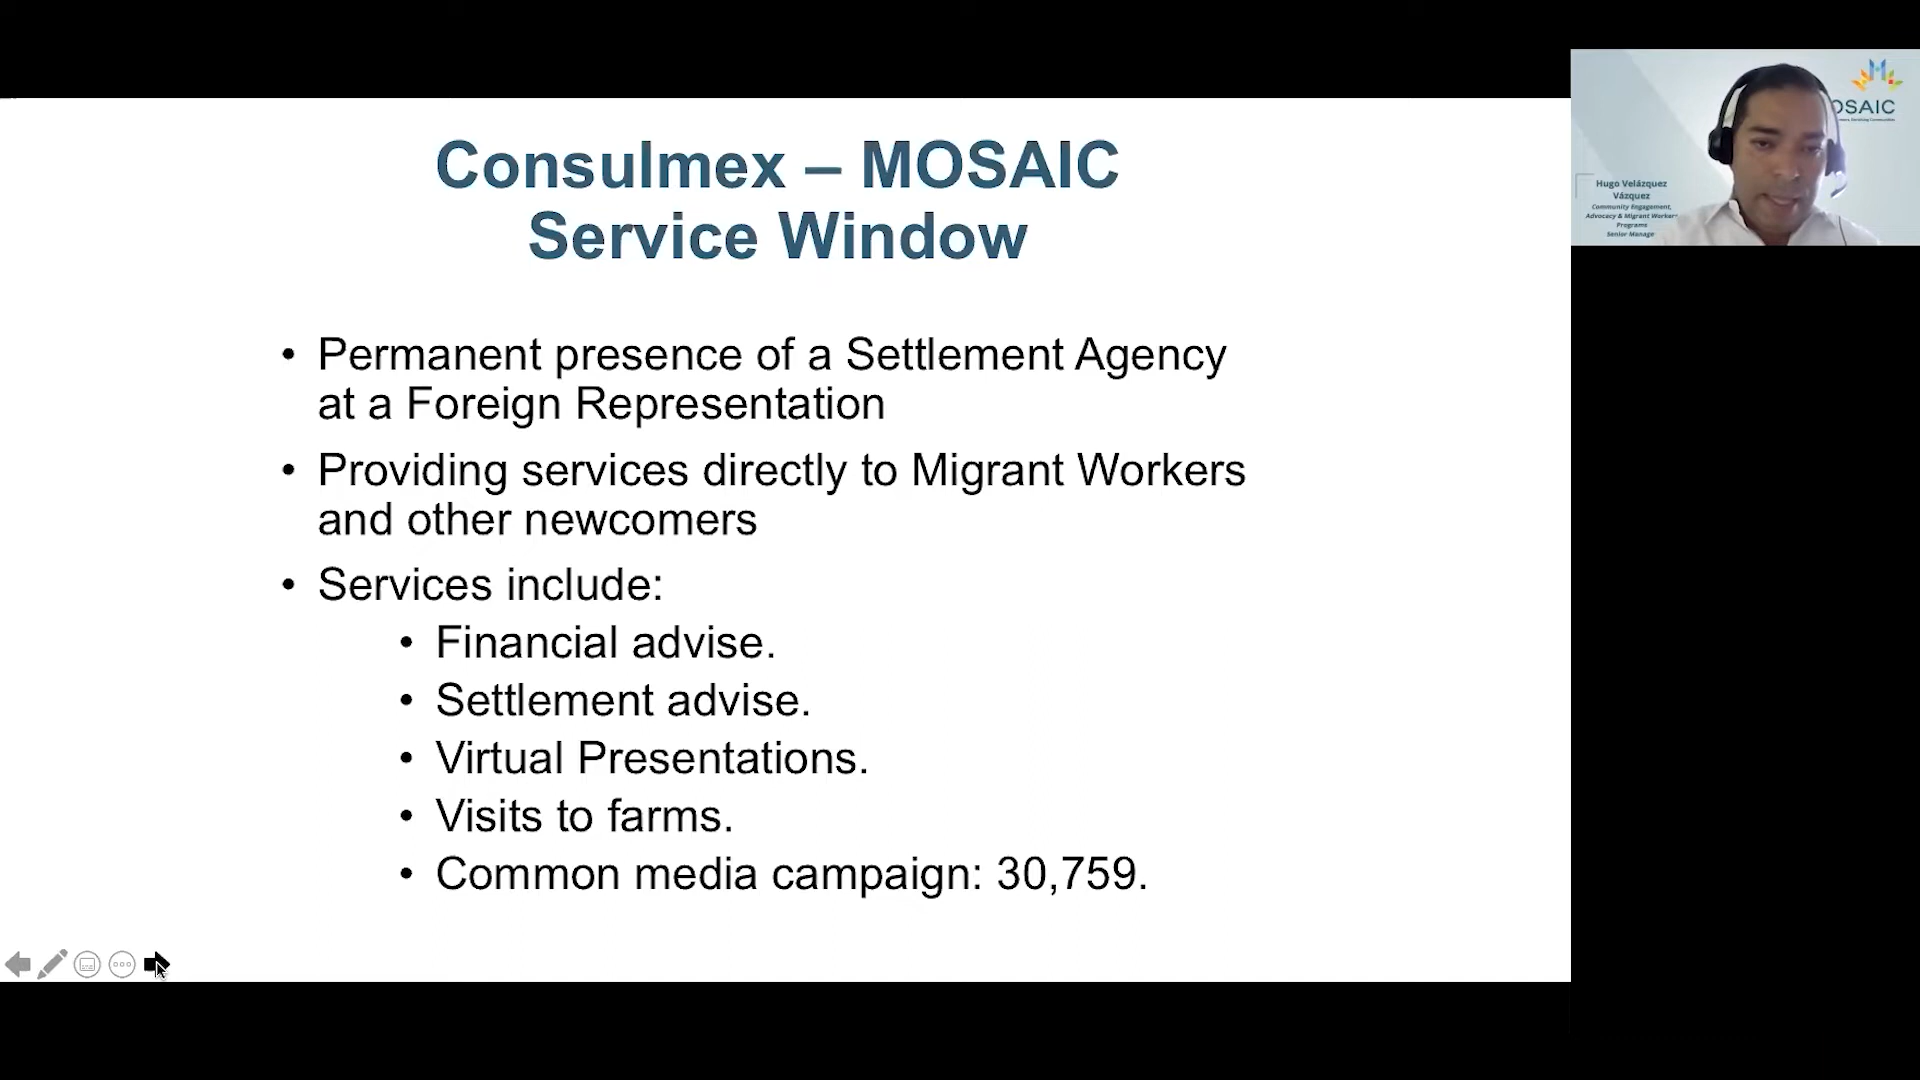 Consulmex – MOSAIC
Service Window
• Permanent presence of a Settlement Agency
at a Foreign Representation
• Providing services directly to Migrant Workers
and other newcomers
• Services include:
• Financial advise.
• Settlement advise.
• Virtual Presentations.
• Visits to farms.
• Common media campaign: 30,759.
OSAIC
Hugo Velázquez
Vázquez
Community Engagement,
Advocacy & Migrant Workers
Programs
Senior Manage